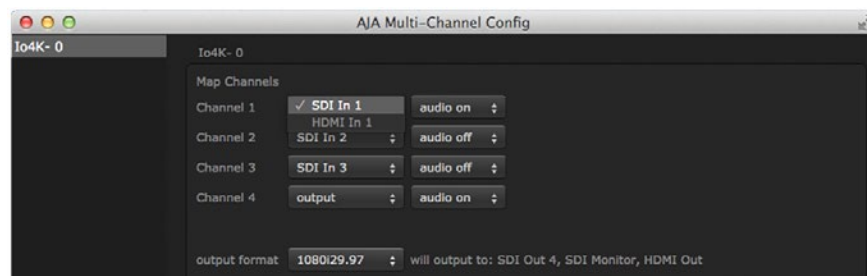 AJA Multi-Channel Config
Io4K- 0
Io4K- 0
Map Channels
Channel 1 ✓ SDI In 1 audio on
HDMI In 1
Channel 2 SDI In 2 audio off
Channel 3 SDI In 3 audio off
Channel 4 output audio on
output format 1080i29.97 will output to: SDI Out 4, SDI Monitor, HDMI Out